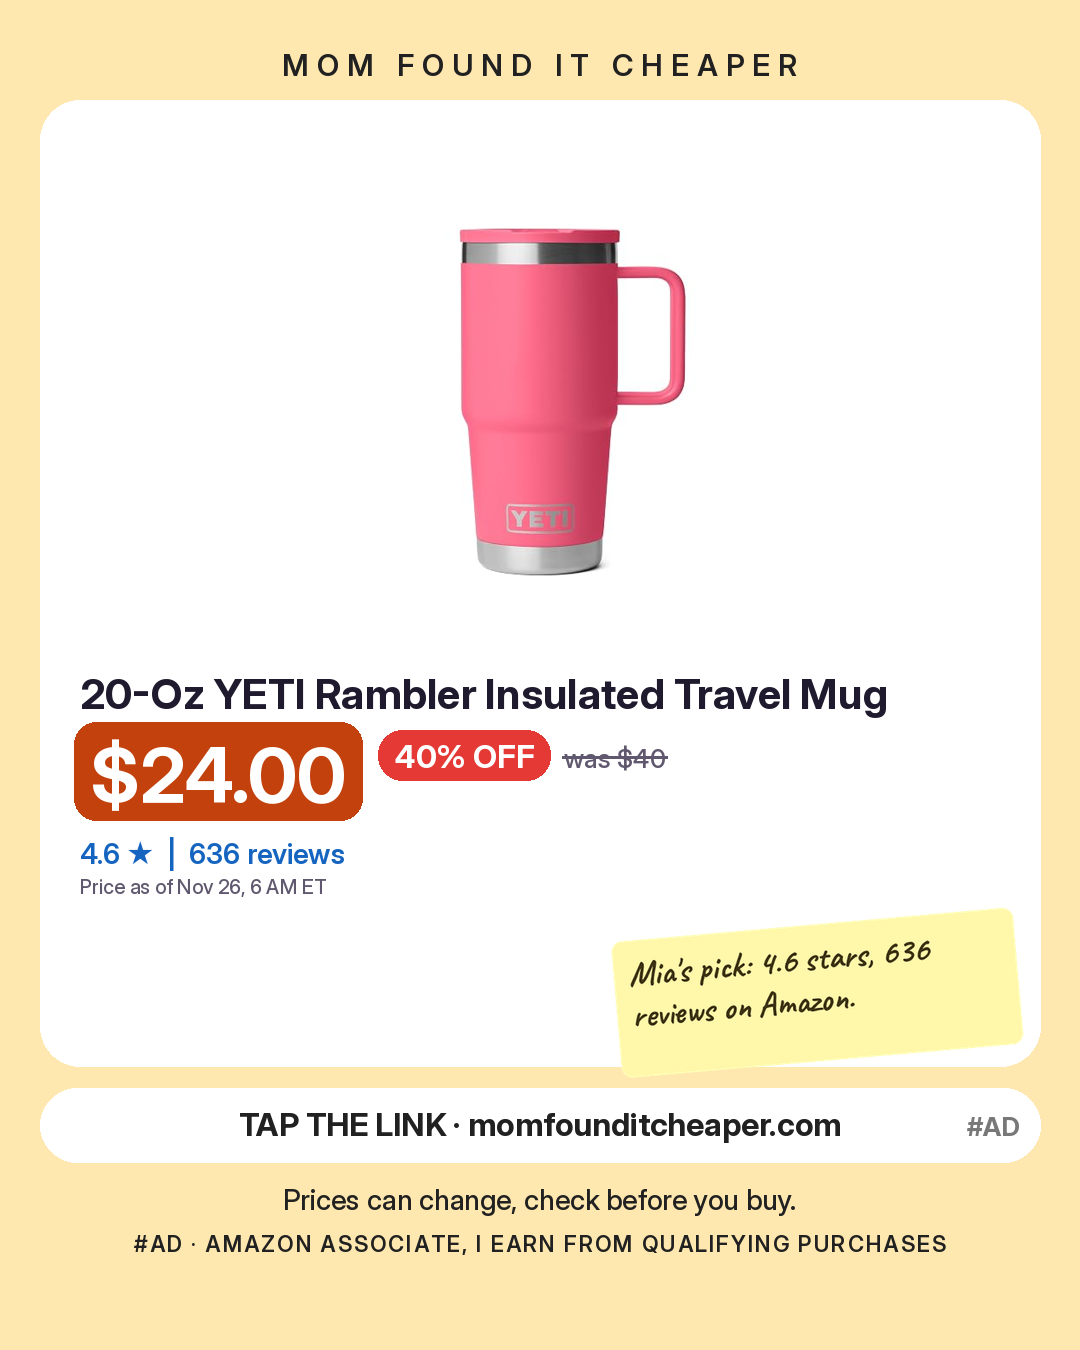 MOM FOUND IT CHEAPER
YETI
20-Oz YETI Rambler Insulated Travel Mug
$24.00 40% OFF was $40
4.6 ★ | 636 reviews
Price as of Nov 26, 6 AM ET
Mia's pick: 4.6 stars, 636
reviews on Amazon.
TAP THE LINK · momfounditcheaper.com #AD
Prices can change, check before you buy.
#AD · AMAZON ASSOCIATE, I EARN FROM QUALIFYING PURCHASES